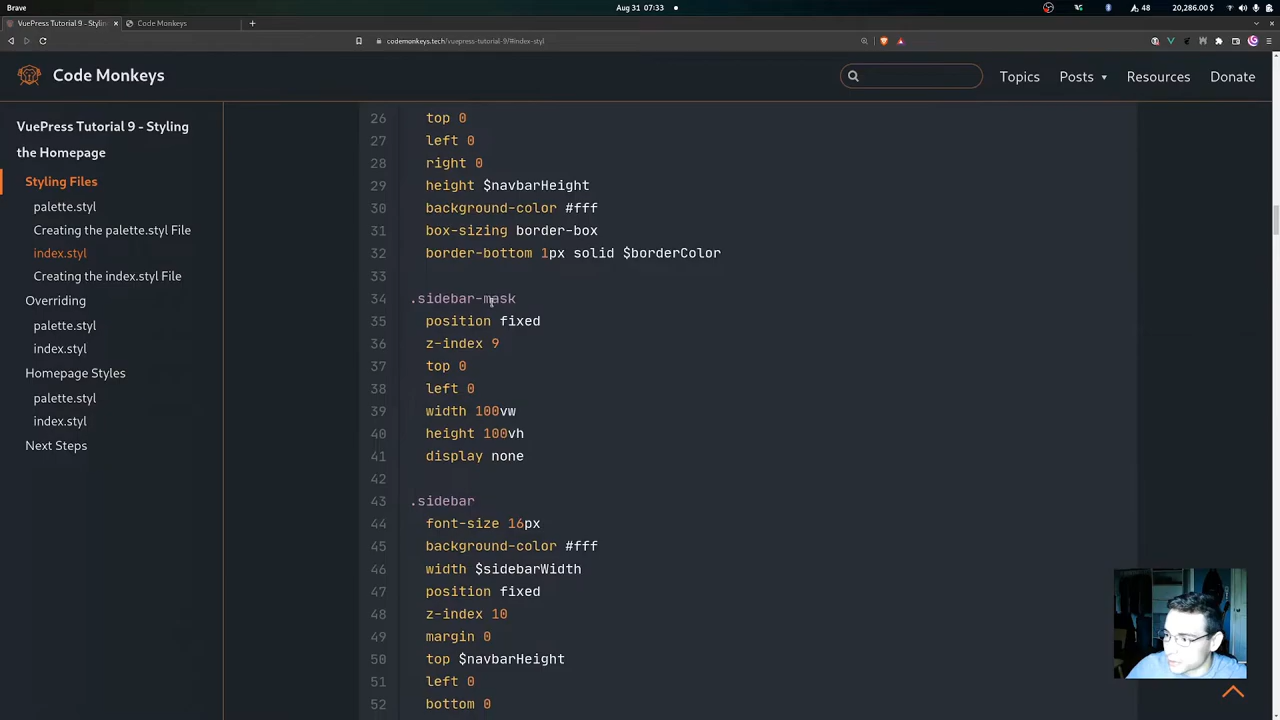 Brave
Aug 31 07:33
48
20,286.00 $
VuePress Tutorial 9 - Stylin
Code Monkeys
codemonkeys.tech/vuepress-tutorial-9/#index-styl
Code Monkeys
Topics
Posts
Resources
Donate
VuePress Tutorial 9 - Styling
the Homepage
Styling Files
palette.styl
Creating the palette.styl File
index.styl
Creating the index.styl File
Overriding
palette.styl
index.styl
Homepage Styles
palette.styl
index.styl
Next Steps
26 top 0
27 left 0
28 right 0
29 height $navbarHeight
30 background-color #fff
31 box-sizing border-box
32 border-bottom 1px solid $borderColor
33
34 .sidebar-mask
35 position fixed
36 z-index 9
37 top 0
38 left 0
39 width 100vw
40 height 100vh
41 display none
42
43 .sidebar
44 font-size 16px
45 background-color #fff
46 width $sidebarWidth
47 position fixed
48 z-index 10
49 margin 0
50 top $navbarHeight
51 left 0
52 bottom 0